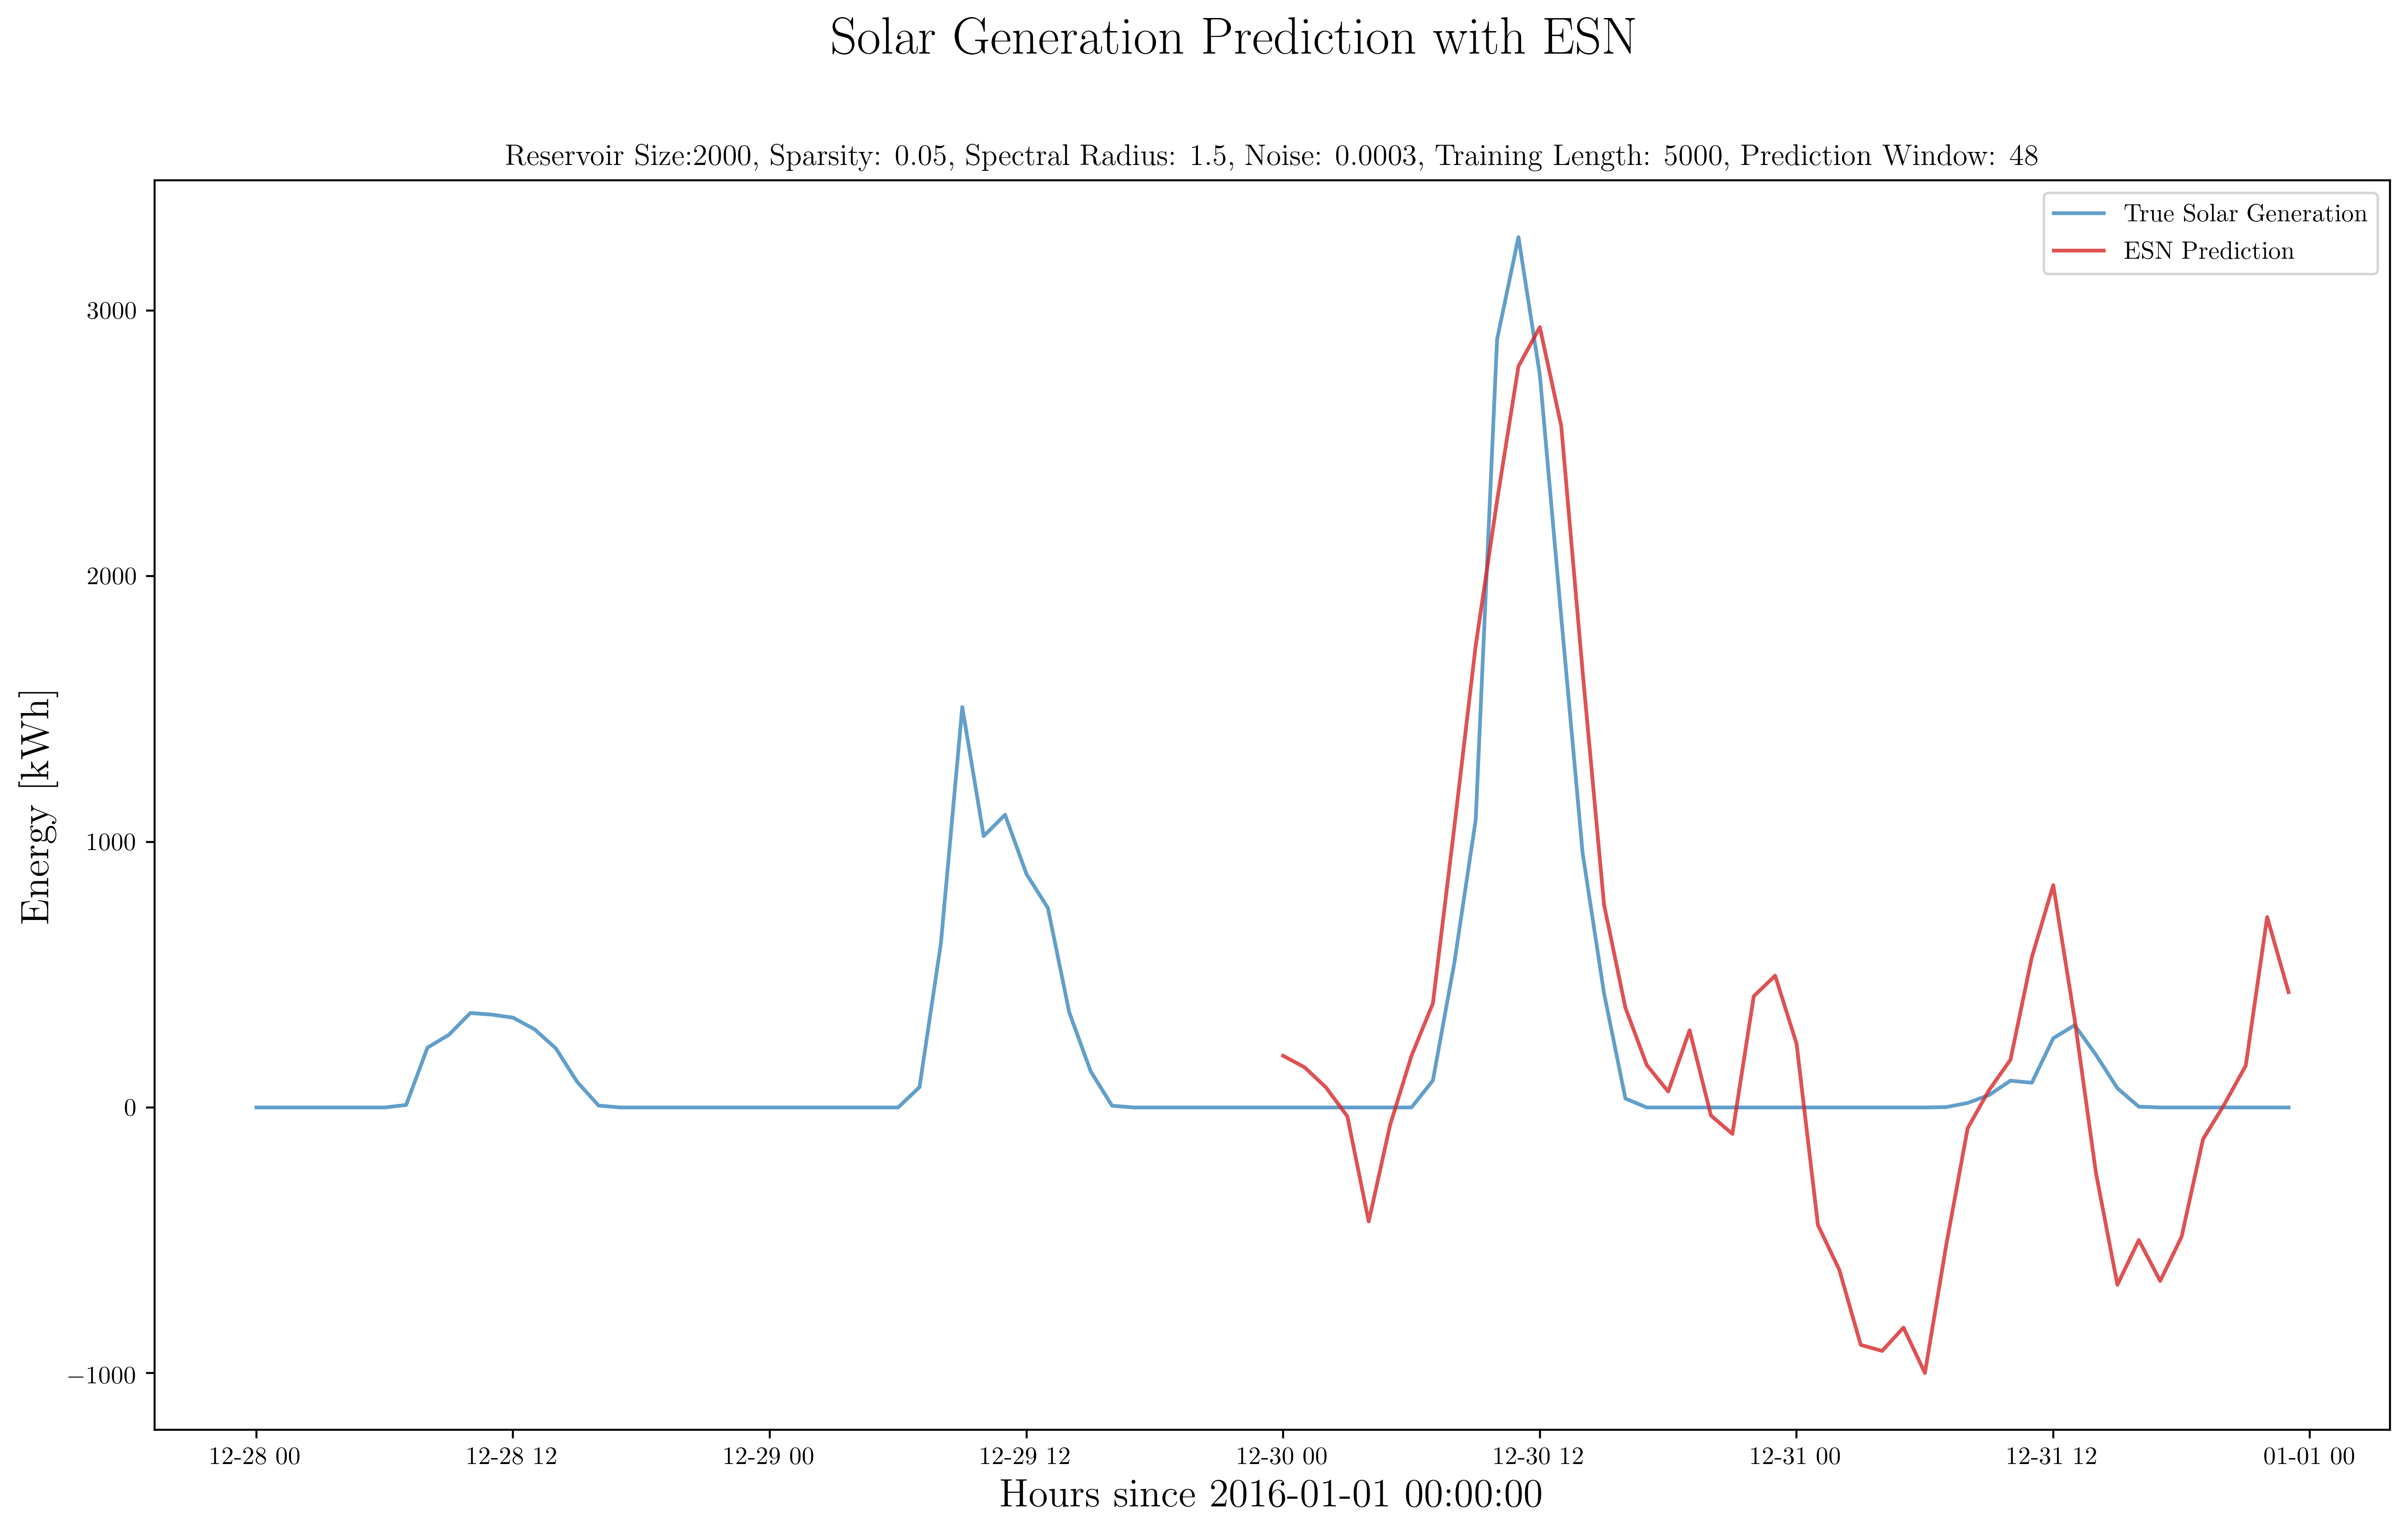 Solar Generation Prediction with ESN
Reservoir Size:2000, Sparsity: 0.05, Spectral Radius: 1.5, Noise: 0.0003, Training Length: 5000, Prediction Window: 48
True Solar Generation
ESN Prediction
3000
2000
1000
0
−1000
Energy [kWh]
12-28 00
12-28 12
12-29 00
12-29 12
12-30 00
12-30 12
12-31 00
12-31 12
01-01 00
Hours since 2016-01-01 00:00:00